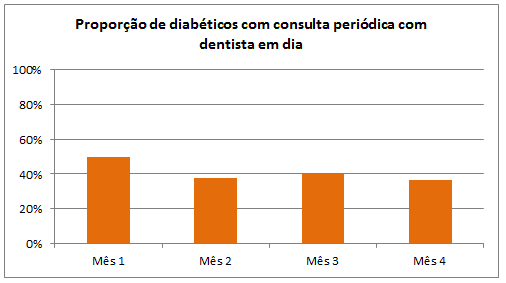 Proporção de diabéticos com consulta periódica com
dentista em dia
100%
80%
60%
40%
20%
0%
Mês 1 Mês 2 Mês 3 Mês 4